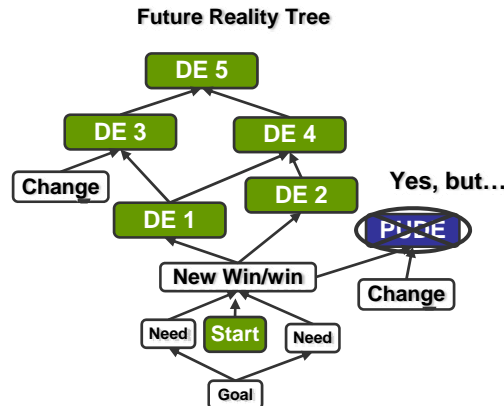 Future Reality Tree
DE 5
DE 3
DE 4
Change
DE 2
Yes, but…
DE 1
PUDE
New Win/win
Change
Need
Start
Need
Goal